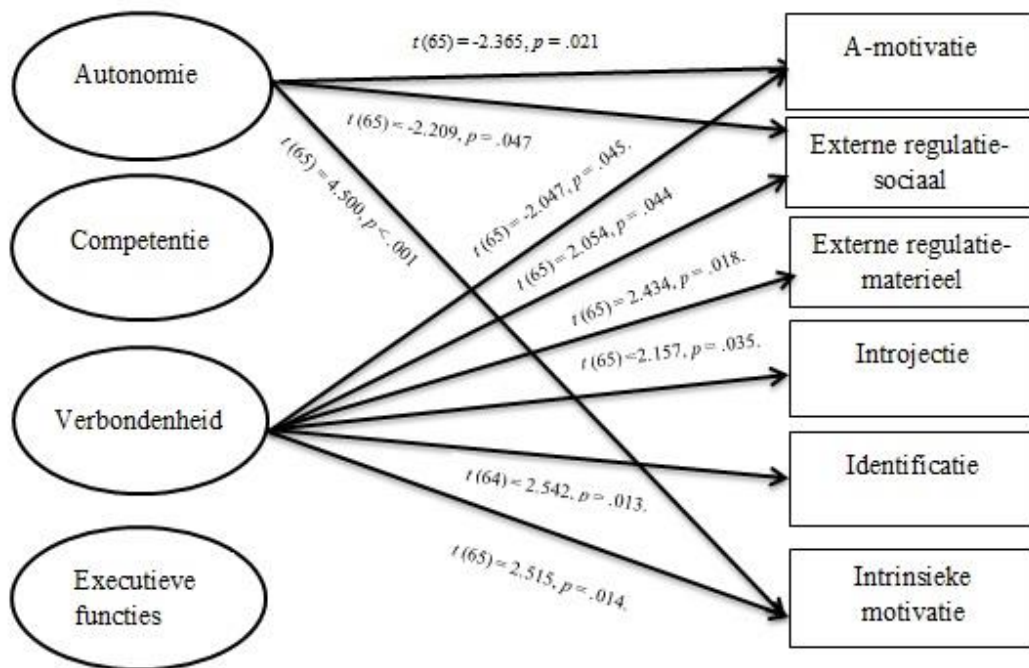 Autonomie
Competentie
Verbondenheid
Executieve
functies
t (65) = -2.365, p = .021
t (65) = -2.209, p = .047
t (65) = 4.500, p < .001
t (65) = -2.047, p = .045.
t (65) = 2.054, p = .044
t (65) = 2.434, p = .018.
t (65) =2.157, p = .035.
t (64) = 2.542, p = .013.
t (65) = 2.515, p = .014.
A-motivatie
Externe regulatie-
sociaal
Externe regulatie-
materieel
Introjectie
Identificatie
Intrinsieke
motivatie